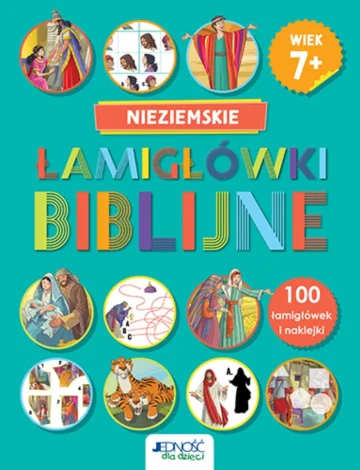 WIEK
7+
NIEZIEMSKIE
ŁAMIGŁÓWKI
BIBLIJNE
100
łamigłówek
i naklejki
A
B
C
JEDNOŚĆ
dla dzieci